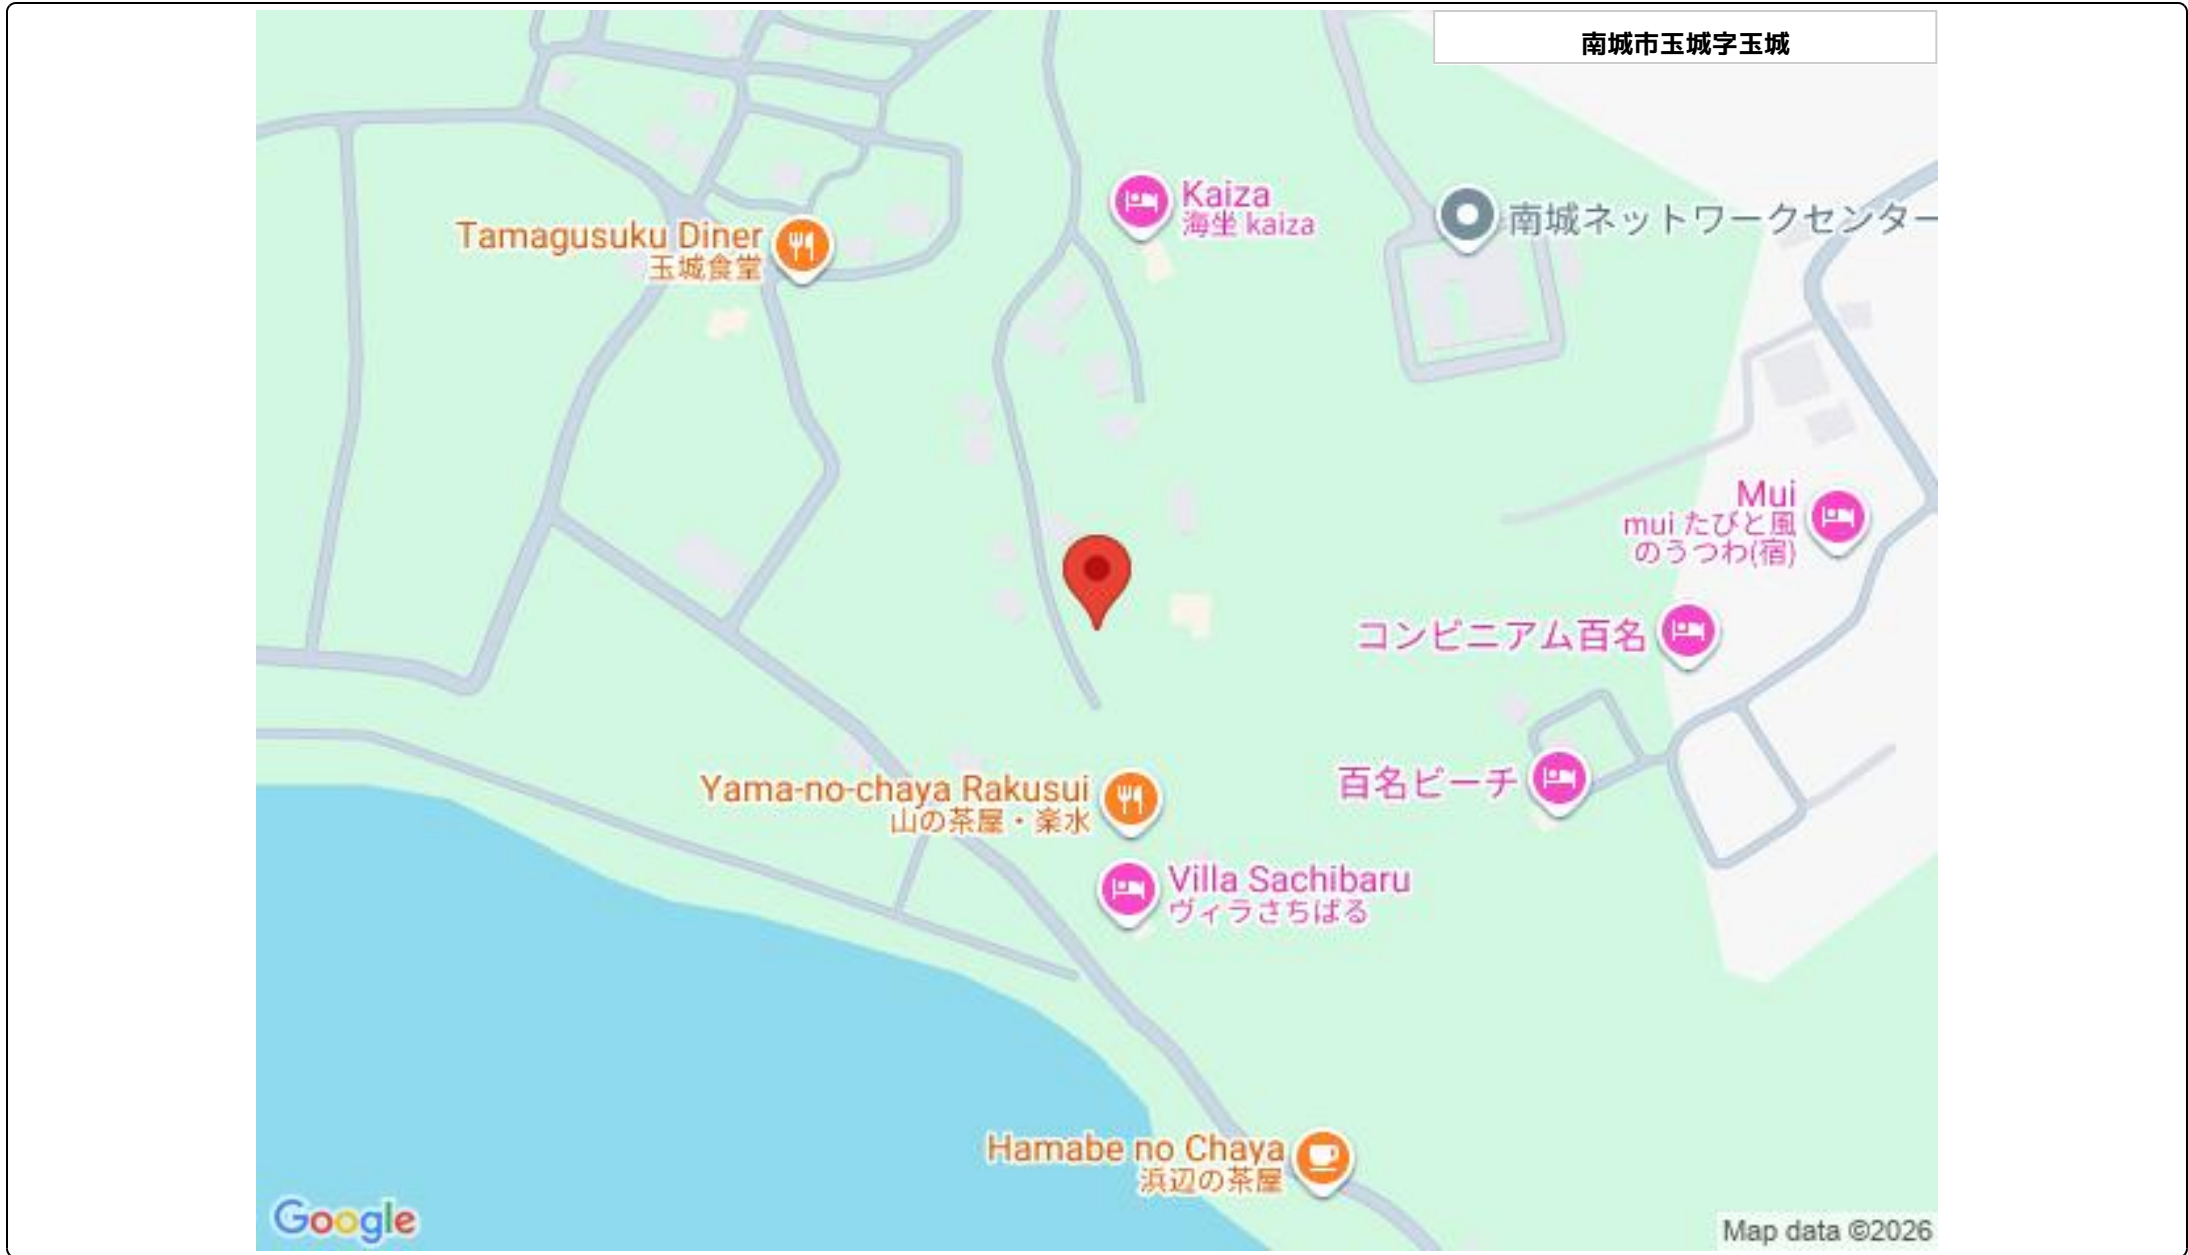 南城市玉城字玉城
Kaiza
海坐 kaiza
南城ネットワークセンター
Tamagusuku Diner
玉城食堂
Mui
mui たびと風
のうつわ(宿)
コンビニアム百名
百名ビーチ
Yama-no-chaya Rakusui
山の茶屋・楽水
Villa Sachibaru
ヴィラさちばる
Hamabe no Chaya
浜辺の茶屋
Google
Map data ©2026